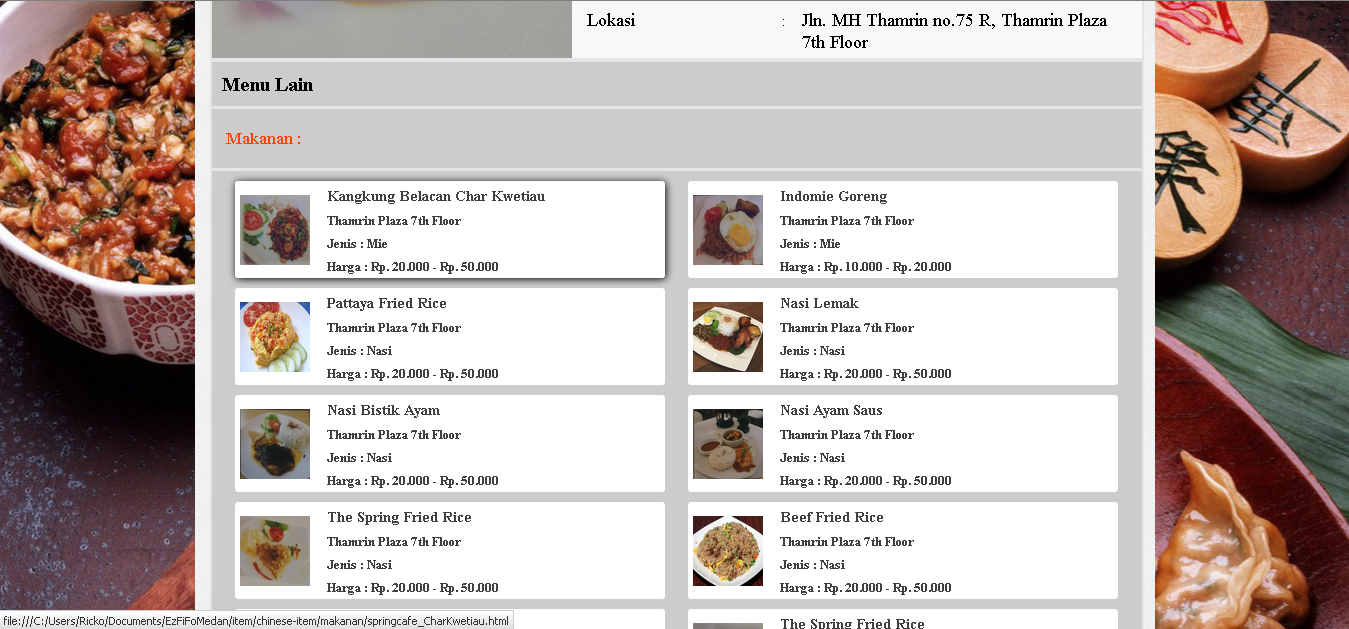 Lokasi : Jln. MH Thamrin no.75 R, Thamrin Plaza
7th Floor
Menu Lain
Makanan :
Kangkung Belacan Char Kwetiau
Thamrin Plaza 7th Floor
Jenis : Mie
Harga : Rp. 20.000 - Rp. 50.000
Indomie Goreng
Thamrin Plaza 7th Floor
Jenis : Mie
Harga : Rp. 10.000 - Rp. 20.000
Pattaya Fried Rice
Thamrin Plaza 7th Floor
Jenis : Nasi
Harga : Rp. 20.000 - Rp. 50.000
Nasi Lemak
Thamrin Plaza 7th Floor
Jenis : Nasi
Harga : Rp. 20.000 - Rp. 50.000
Nasi Bistik Ayam
Thamrin Plaza 7th Floor
Jenis : Nasi
Harga : Rp. 20.000 - Rp. 50.000
Nasi Ayam Saus
Thamrin Plaza 7th Floor
Jenis : Nasi
Harga : Rp. 20.000 - Rp. 50.000
The Spring Fried Rice
Thamrin Plaza 7th Floor
Jenis : Nasi
Harga : Rp. 20.000 - Rp. 50.000
Beef Fried Rice
Thamrin Plaza 7th Floor
Jenis : Nasi
Harga : Rp. 20.000 - Rp. 50.000
The Spring Fried Rice
file:///C:/Users/Ricko/Documents/EzFiFoMedan/item/chinese-item/makanan/springcafe_CharKwetiau.html